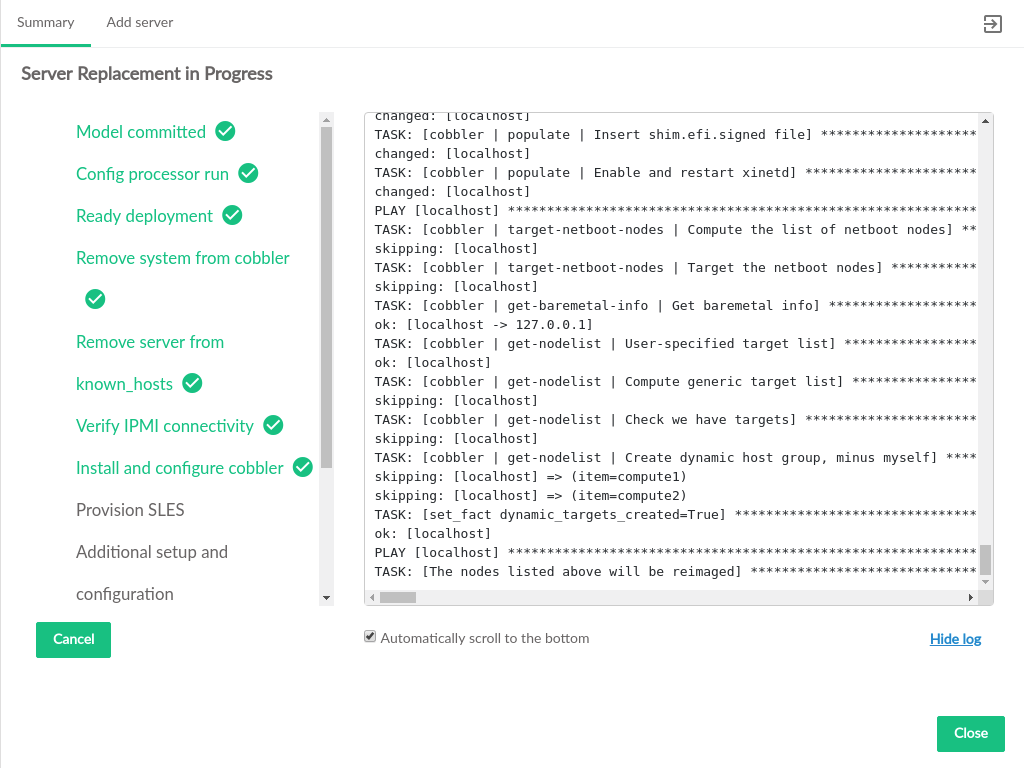 Summary
Add server
Server Replacement in Progress
Model committed
Config processor run
Ready deployment
Remove system from cobbler
Remove server from
known_hosts
Verify IPMI connectivity
Install and configure cobbler
Provision SLES
Additional setup and
configuration
changed: [localhost]
TASK: [cobbler | populate | Insert shim.efi.signed file] ********************
changed: [localhost]
TASK: [cobbler | populate | Enable and restart xinetd] **********************
changed: [localhost]
PLAY [localhost] ************************************************************
TASK: [cobbler | target-netboot-nodes | Compute the list of netboot nodes] **
skipping: [localhost]
TASK: [cobbler | target-netboot-nodes | Target the netboot nodes] ***********
skipping: [localhost]
TASK: [cobbler | get-baremetal-info | Get baremetal info] *******************
ok: [localhost -> 127.0.0.1]
TASK: [cobbler | get-nodelist | User-specified target list] *****************
ok: [localhost]
TASK: [cobbler | get-nodelist | Compute generic target list] ****************
skipping: [localhost]
TASK: [cobbler | get-nodelist | Check we have targets] **********************
skipping: [localhost]
TASK: [cobbler | get-nodelist | Create dynamic host group, minus myself] ****
skipping: [localhost] => (item=compute1)
skipping: [localhost] => (item=compute2)
TASK: [set_fact dynamic_targets_created=True] *******************************
ok: [localhost]
PLAY [localhost] ************************************************************
TASK: [The nodes listed above will be reimaged] *****************************
Cancel
Automatically scroll to the bottom
Hide log
Close